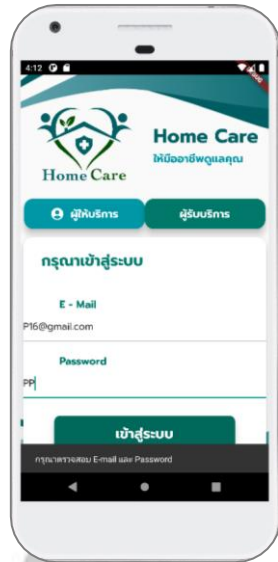 4:12
DEBUG
Home Care
Home Care
ให้มืออาชีพดูแลคุณ
ผู้ให้บริการ
ผู้รับบริการ
กรุณาเข้าสู่ระบบ
E - Mail
P16@gmail.com
Password
PP
เข้าสู่ระบบ
กรุณาตรวจสอบ E-mail และ Password